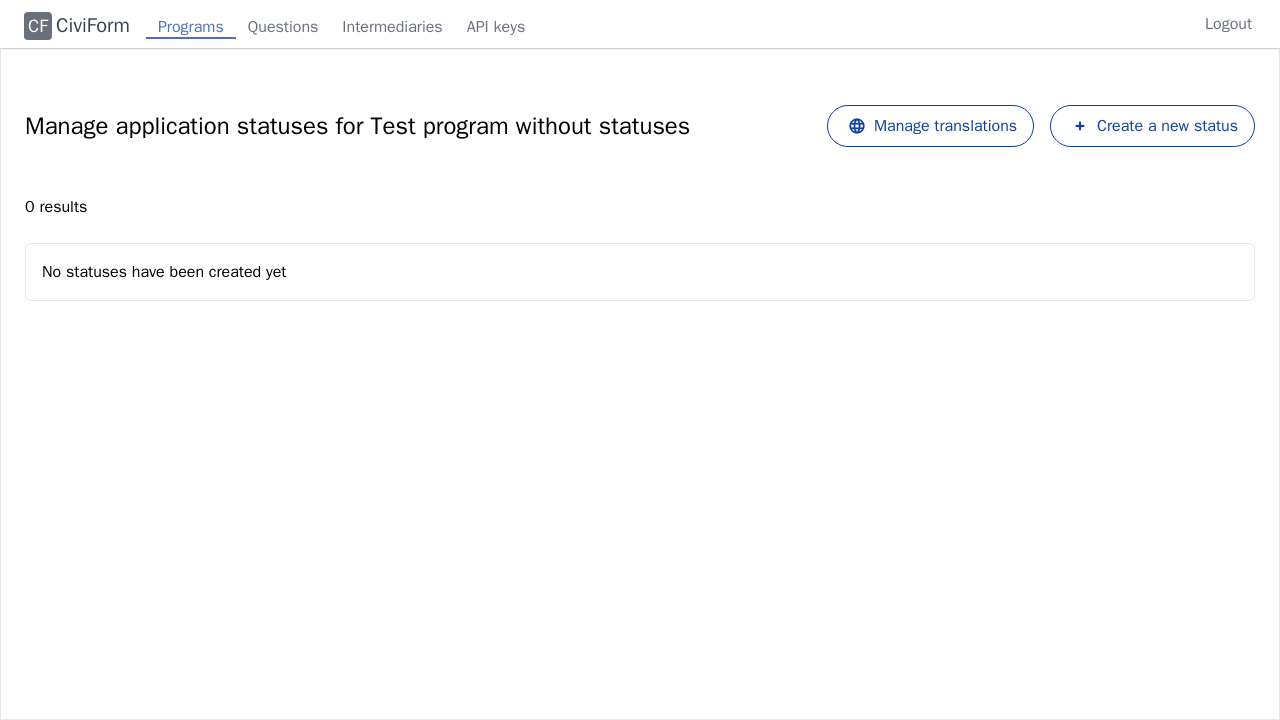 CF CiviForm Programs Questions Intermediaries API keys Logout
Manage application statuses for Test program without statuses Manage translations + Create a new status
0 results
No statuses have been created yet